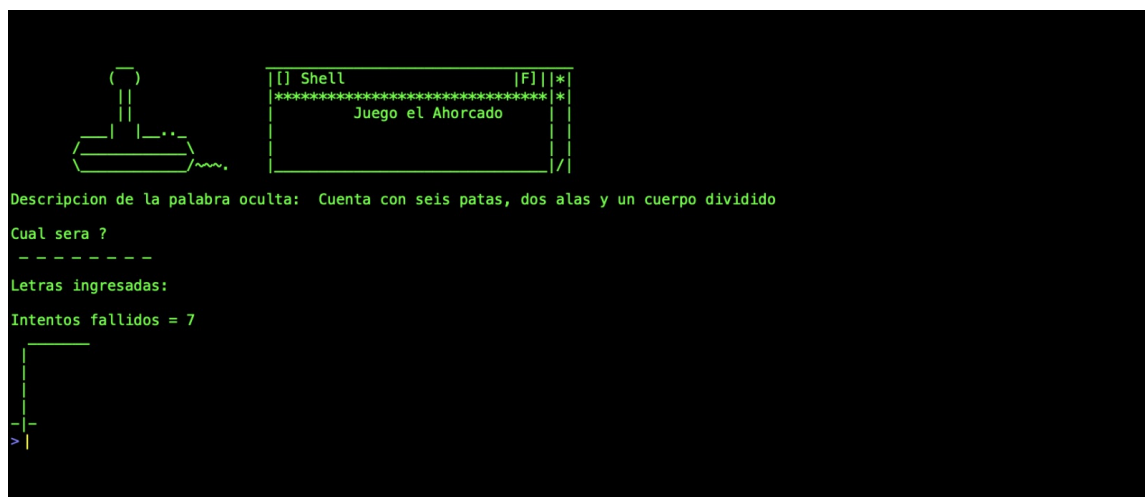 [] Shell |F]||*|
*******************************|*|
Juego el Ahorcado
Descripcion de la palabra oculta:  Cuenta con seis patas, dos alas y un cuerpo dividido
Cual sera ?
_ _ _ _ _ _ _ _
Letras ingresadas:
Intentos fallidos = 7
>